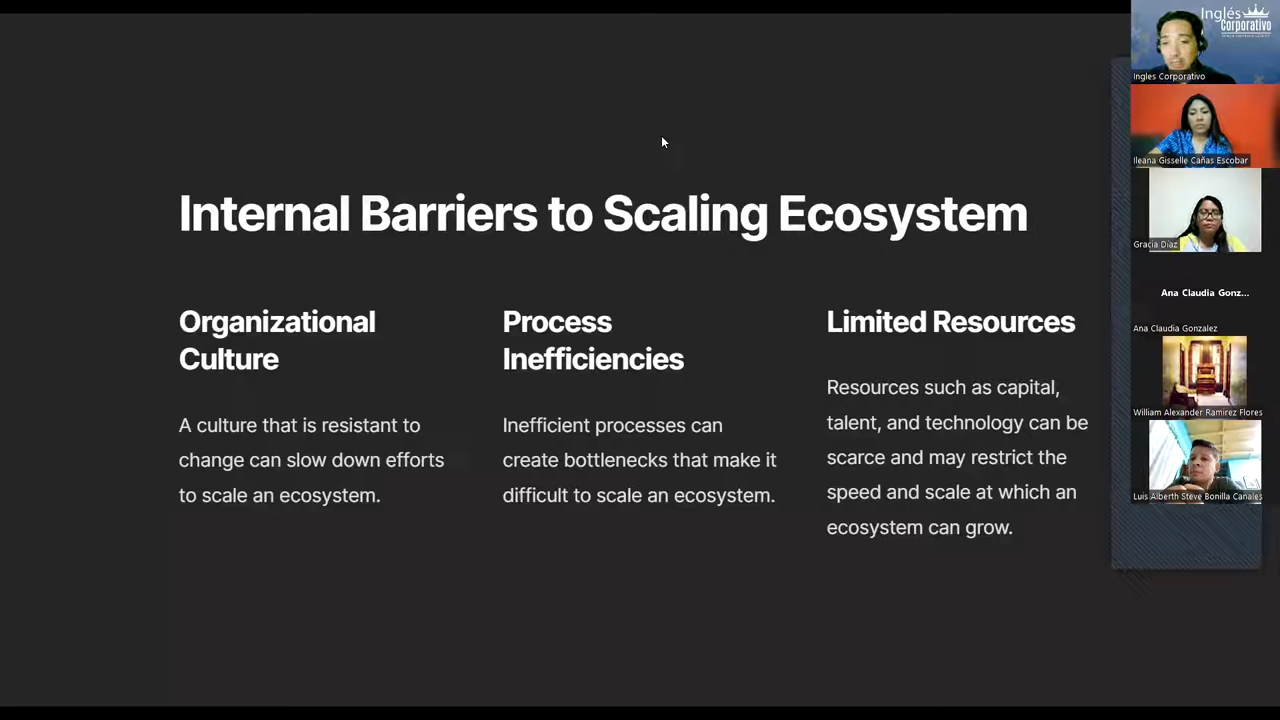 Internal Barriers to Scaling Ecosystem
Organizational
Culture
A culture that is resistant to
change can slow down efforts
to scale an ecosystem.
Process
Inefficiencies
Inefficient processes can
create bottlenecks that make it
difficult to scale an ecosystem.
Limited Resources
Resources such as capital,
talent, and technology can be
scarce and may restrict the
speed and scale at which an
ecosystem can grow.
Inglés
Corporativo
Ingles Corporativo
Ileana Gisselle Cañas Escobar
Gracia Diaz
Ana Claudia Gonz...
Ana Claudia Gonzalez
William Alexander Ramirez Flores
Luis Alberth Steve Bonilla Canales